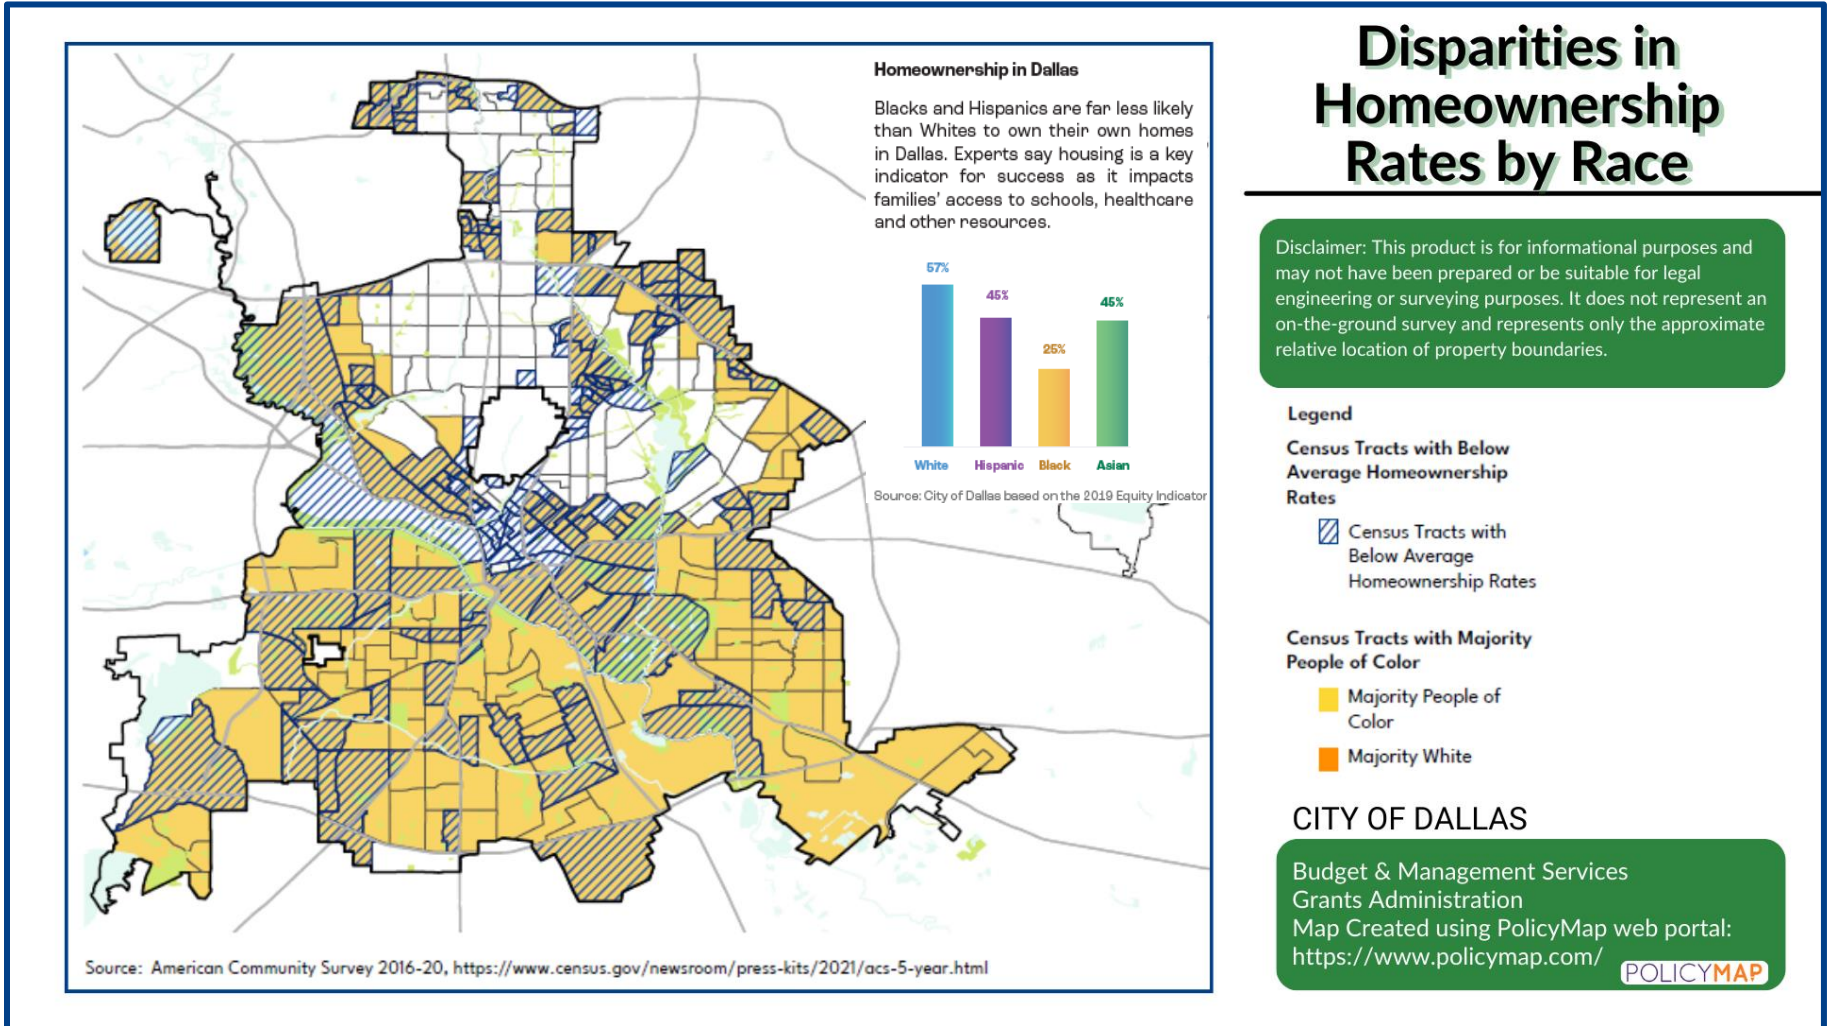 Disparities in
Homeownership
Rates by Race
Homeownership in Dallas
Blacks and Hispanics are far less likely
than Whites to own their own homes
in Dallas. Experts say housing is a key
indicator for success as it impacts
families' access to schools, healthcare
and other resources.
57%
45%
25%
45%
White Hispanic Black Asian
Source: City of Dallas based on the 2019 Equity Indicator
Source: American Community Survey 2016-20, https://www.census.gov/newsroom/press-kits/2021/acs-5-year.html
Disclaimer: This product is for informational purposes and
may not have been prepared or be suitable for legal
engineering or surveying purposes. It does not represent an
on-the-ground survey and represents only the approximate
relative location of property boundaries.
Legend
Census Tracts with Below
Average Homeownership
Rates
Census Tracts with
Below Average
Homeownership Rates
Census Tracts with Majority
People of Color
Majority People of
Color
Majority White
CITY OF DALLAS
Budget & Management Services
Grants Administration
Map Created using PolicyMap web portal:
https://www.policymap.com/
POLICYMAP